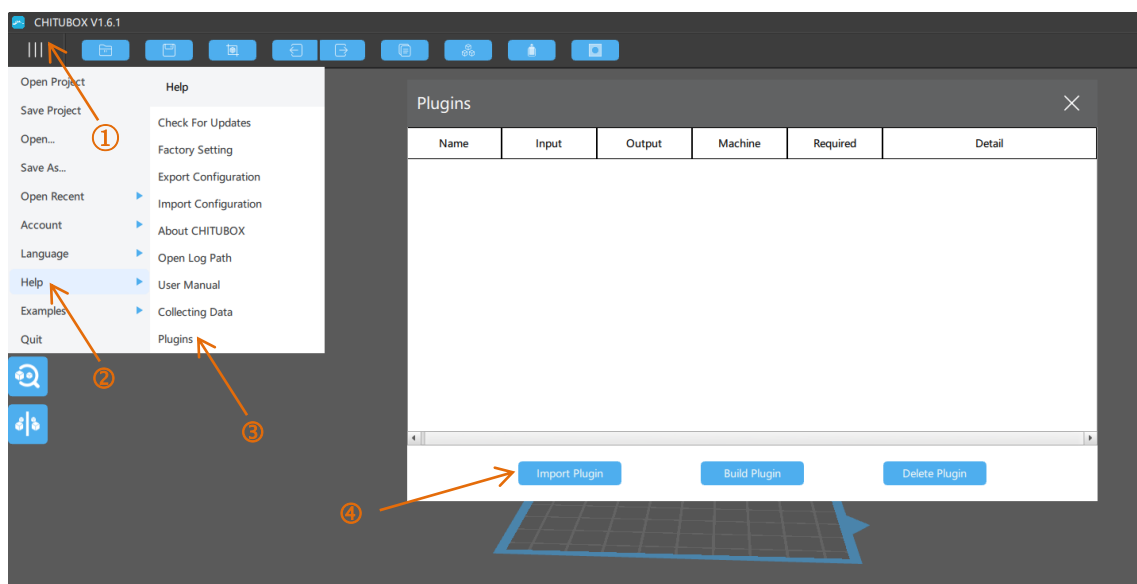 CHITUBOX V1.6.1
Open Project
Save Project
Open...
Save As...
Open Recent
Account
Language
Help
Examples
Quit
Help
Check For Updates
Factory Setting
Export Configuration
Import Configuration
About CHITUBOX
Open Log Path
User Manual
Collecting Data
Plugins
①
②
③
Plugins
Name Input Output Machine Required Detail
Import Plugin Build Plugin Delete Plugin
④